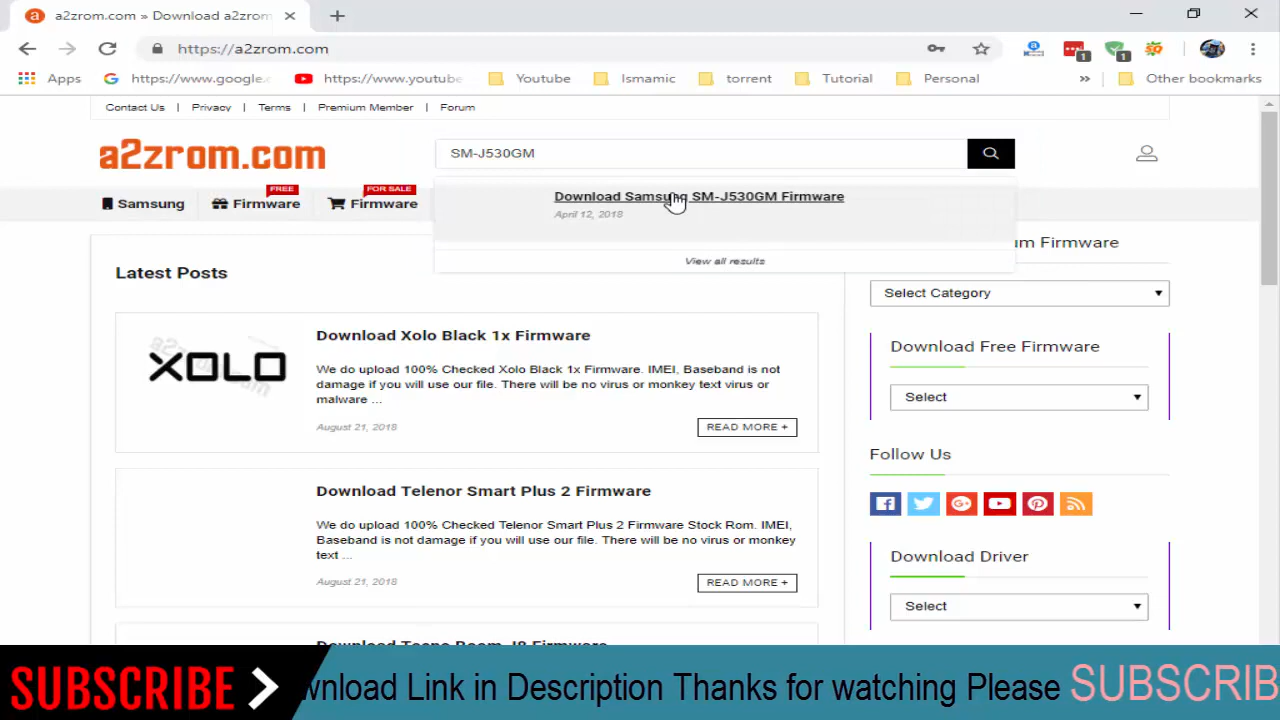 a2zrom.com » Download a2zrom
https://a2zrom.com
1
1
Apps
https://www.google.
https://www.youtube
Youtube
Ismamic
torrent
Tutorial
Personal
»
Other bookmarks
Contact Us | Privacy | Terms | Premium Member | Forum
a2zrom.com
SM-J530GM
FREE
FOR SALE
Samsung
Firmware
Firmware
Download Samsung SM-J530GM Firmware
April 12, 2018
View all results
um Firmware
Select Category
Latest Posts
XOLO
Download Xolo Black 1x Firmware
We do upload 100% Checked Xolo Black 1x Firmware. IMEI, Baseband is not
damage if you will use our file. There will be no virus or monkey text virus or
malware ...
August 21, 2018
READ MORE +
Download Telenor Smart Plus 2 Firmware
We do upload 100% Checked Telenor Smart Plus 2 Firmware Stock Rom. IMEI,
Baseband is not damage if you will use our file. There will be no virus or monkey
text ...
August 21, 2018
READ MORE +
Download Free Firmware
Select
Follow Us
Download Driver
Select
SUBSCRIBE
wnload Link in Description Thanks for watching Please SUBSCRIB